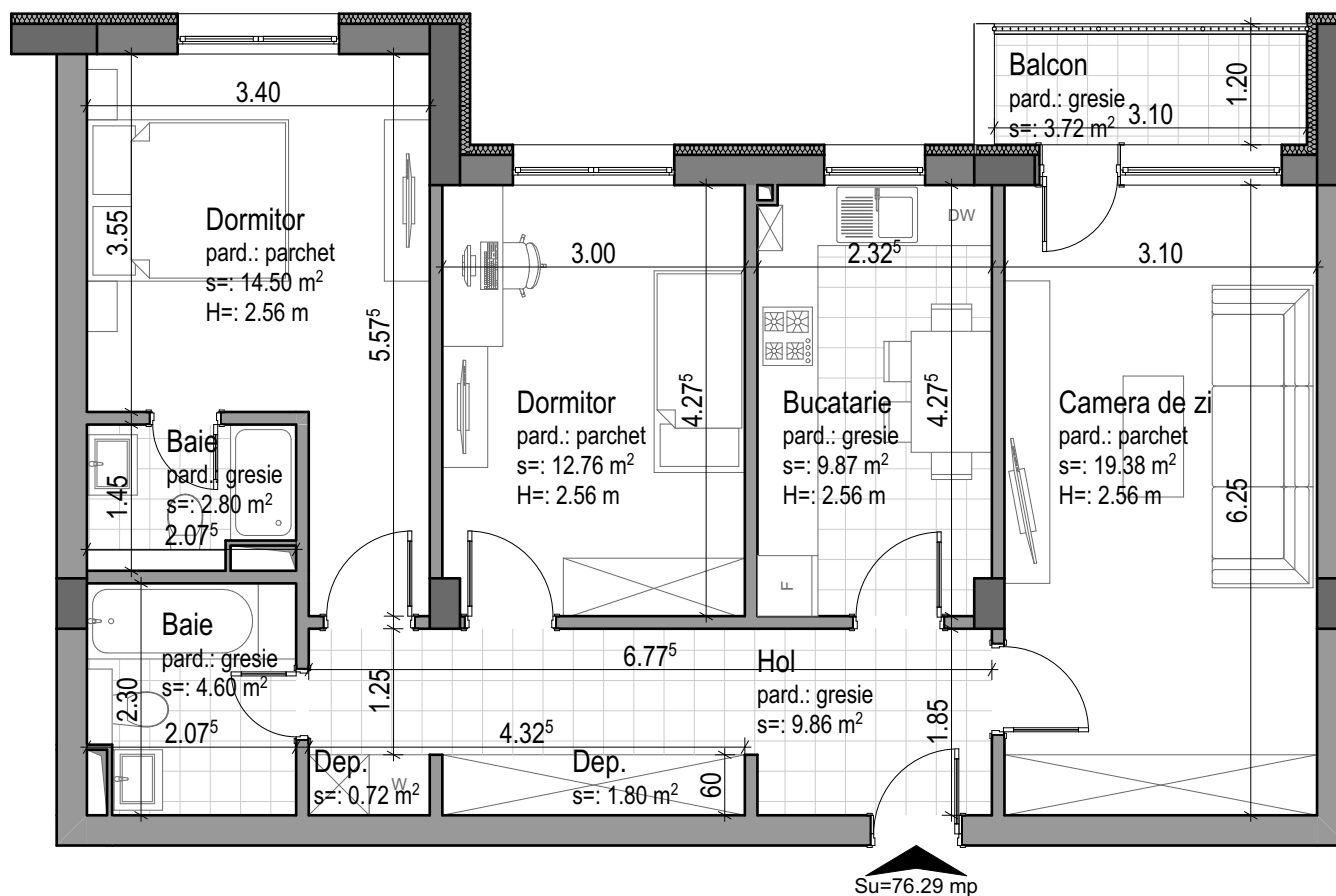 Balcon
pard.: gresie
s=: 3.72 m²
3.10
1.20
3.40
3.55
5.57⁵
Dormitor
pard.: parchet
s=: 14.50 m²
H=: 2.56 m
3.00
4.27⁵
Dormitor
pard.: parchet
s=: 12.76 m²
H=: 2.56 m
DW
2.32⁵
4.27⁵
Bucatarie
pard.: gresie
s=: 9.87 m²
H=: 2.56 m
F
3.10
6.25
Camera de zi
pard.: parchet
s=: 19.38 m²
H=: 2.56 m
Baie
pard.: gresie
s=: 2.80 m²
2.07⁵
1.45
Baie
pard.: gresie
s=: 4.60 m²
2.07⁵
2.30
6.77⁵
Hol
pard.: gresie
s=: 9.86 m²
1.25
1.85
4.32⁵
Dep.
s=: 0.72 m²
W
Dep.
s=: 1.80 m²
60
Su=76.29 mp